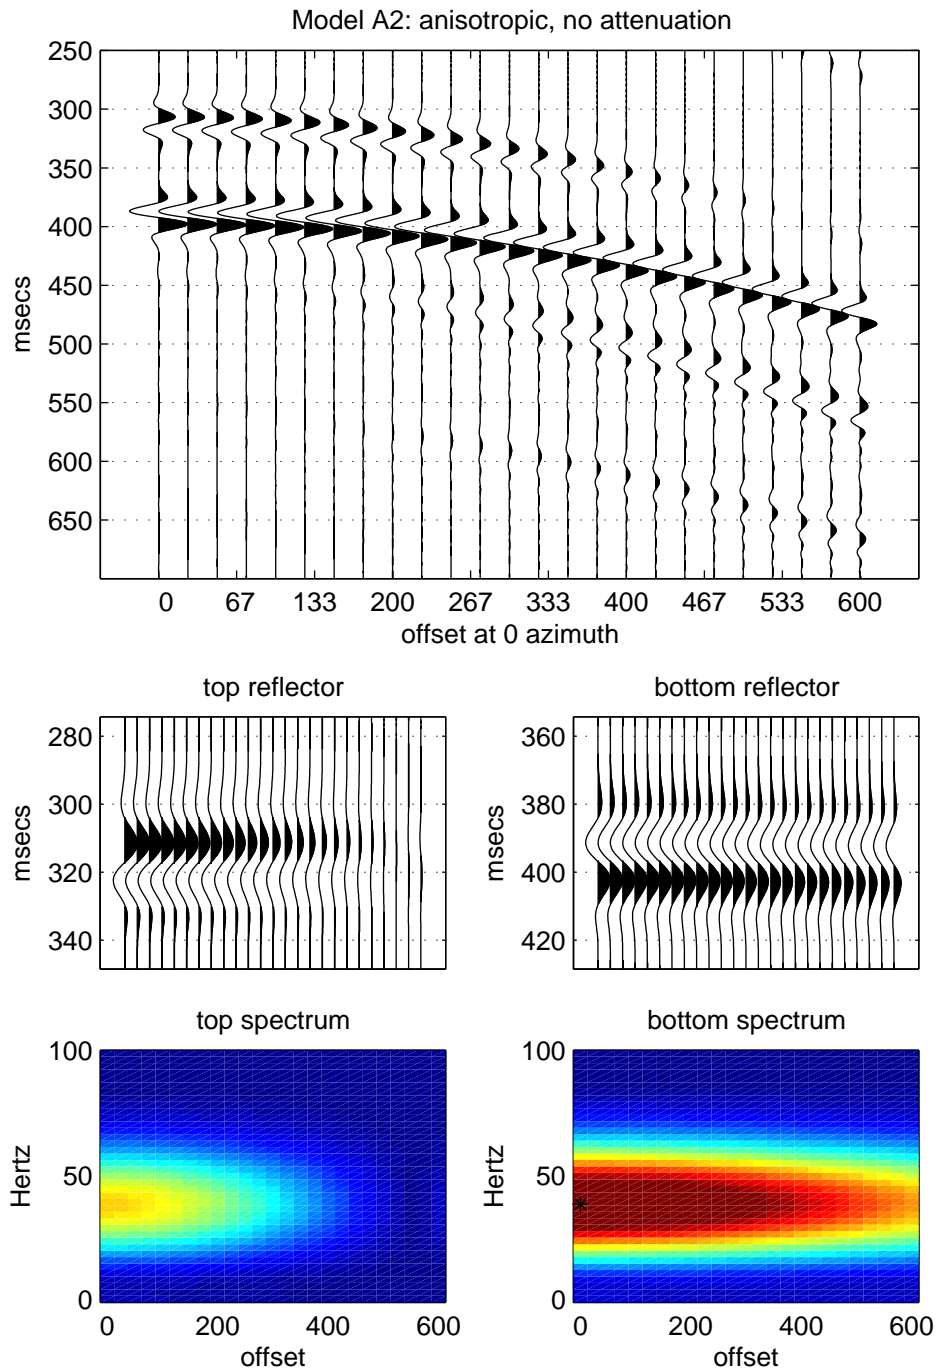 Model A2: anisotropic, no attenuation
250
300
350
400
450
500
550
600
650
msecs
0 67 133 200 267 333 400 467 533 600
offset at 0 azimuth
top reflector
280
300
320
340
msecs
bottom reflector
360
380
400
420
msecs
top spectrum
100
50
0
Hertz
0 200 400 600
offset
bottom spectrum
100
50
0
Hertz
0 200 400 600
offset